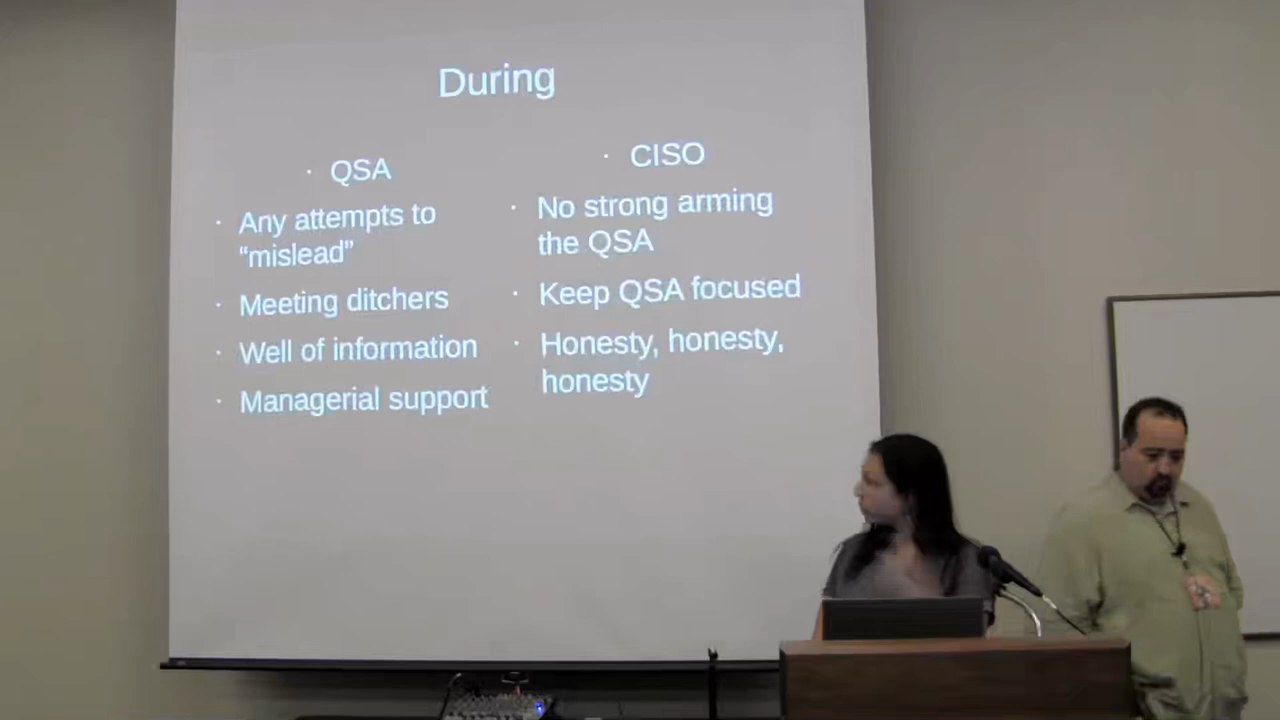 During
· QSA
· Any attempts to
“mislead”
· Meeting ditchers
· Well of information
· Managerial support
· CISO
· No strong arming
the QSA
· Keep QSA focused
· Honesty, honesty,
honesty